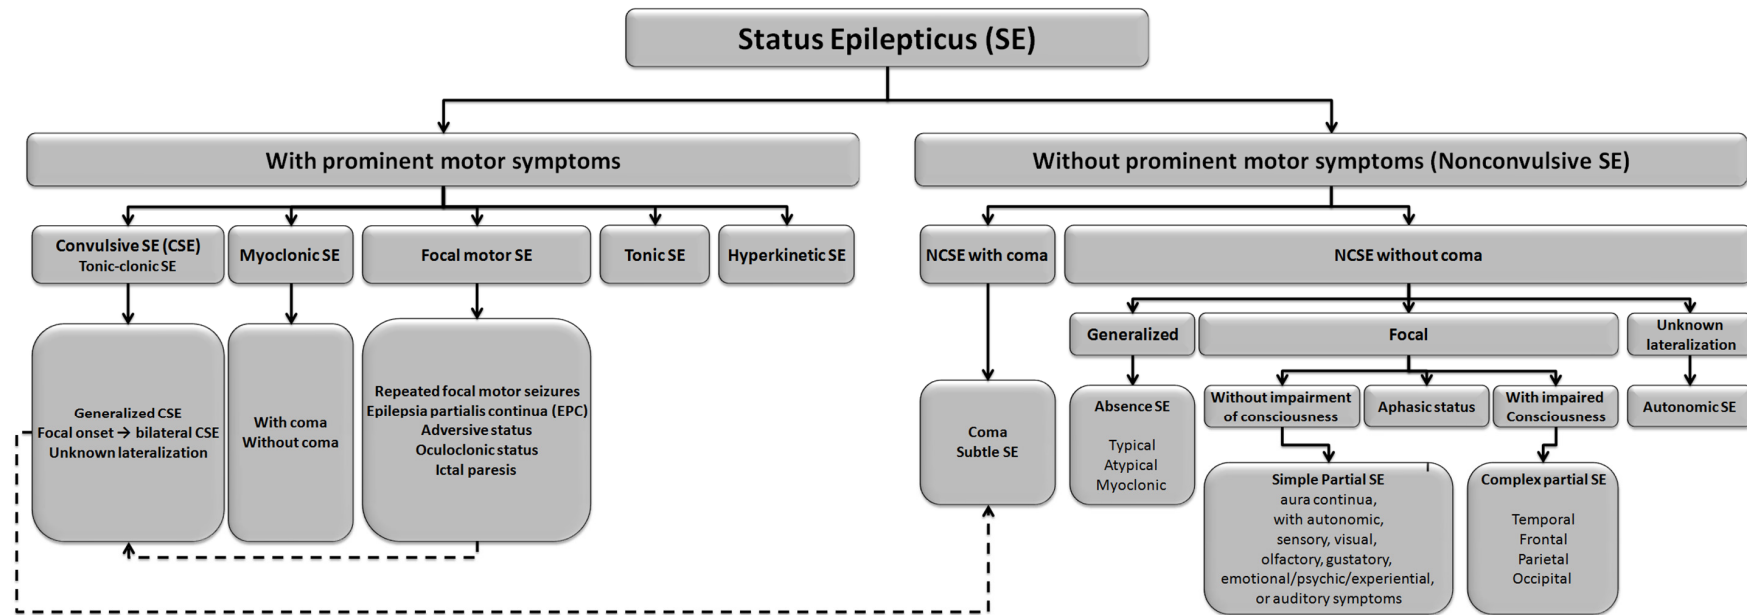 Status Epilepticus (SE)
With prominent motor symptoms
Without prominent motor symptoms (Nonconvulsive SE)
Convulsive SE (CSE)
Tonic-clonic SE
Myoclonic SE
Focal motor SE
Tonic SE
Hyperkinetic SE
NCSE with coma
NCSE without coma
Generalized CSE
Focal onset → bilateral CSE
Unknown lateralization
With coma
Without coma
Repeated focal motor seizures
Epilepsia partialis continua (EPC)
Adversive status
Oculoclonic status
Ictal paresis
Coma
Subtle SE
Generalized
Focal
Unknown
lateralization
Absence SE
Typical
Atypical
Myoclonic
Without impairment
of consciousness
Aphasic status
With impaired
Consciousness
Autonomic SE
Simple Partial SE
aura continua,
with autonomic,
sensory, visual,
olfactory, gustatory,
emotional/psychic/experiential,
or auditory symptoms
Complex partial SE
Temporal
Frontal
Parietal
Occipital